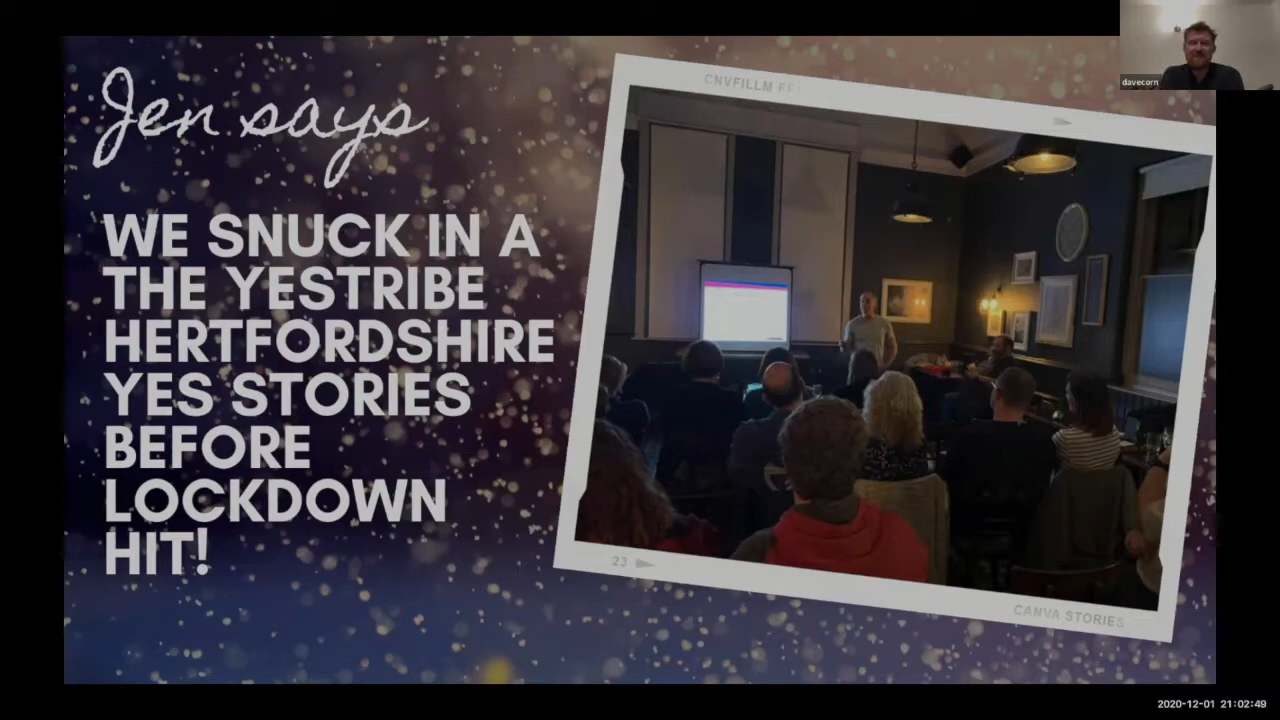 Jen says
WE SNUCK IN A
THE YESTRIBE
HERTFORDSHIRE
YES STORIES
BEFORE
LOCKDOWN
HIT!
CNVFILLM
23
CANVA STORIES
davecorn
2020-12-01 21:02:49